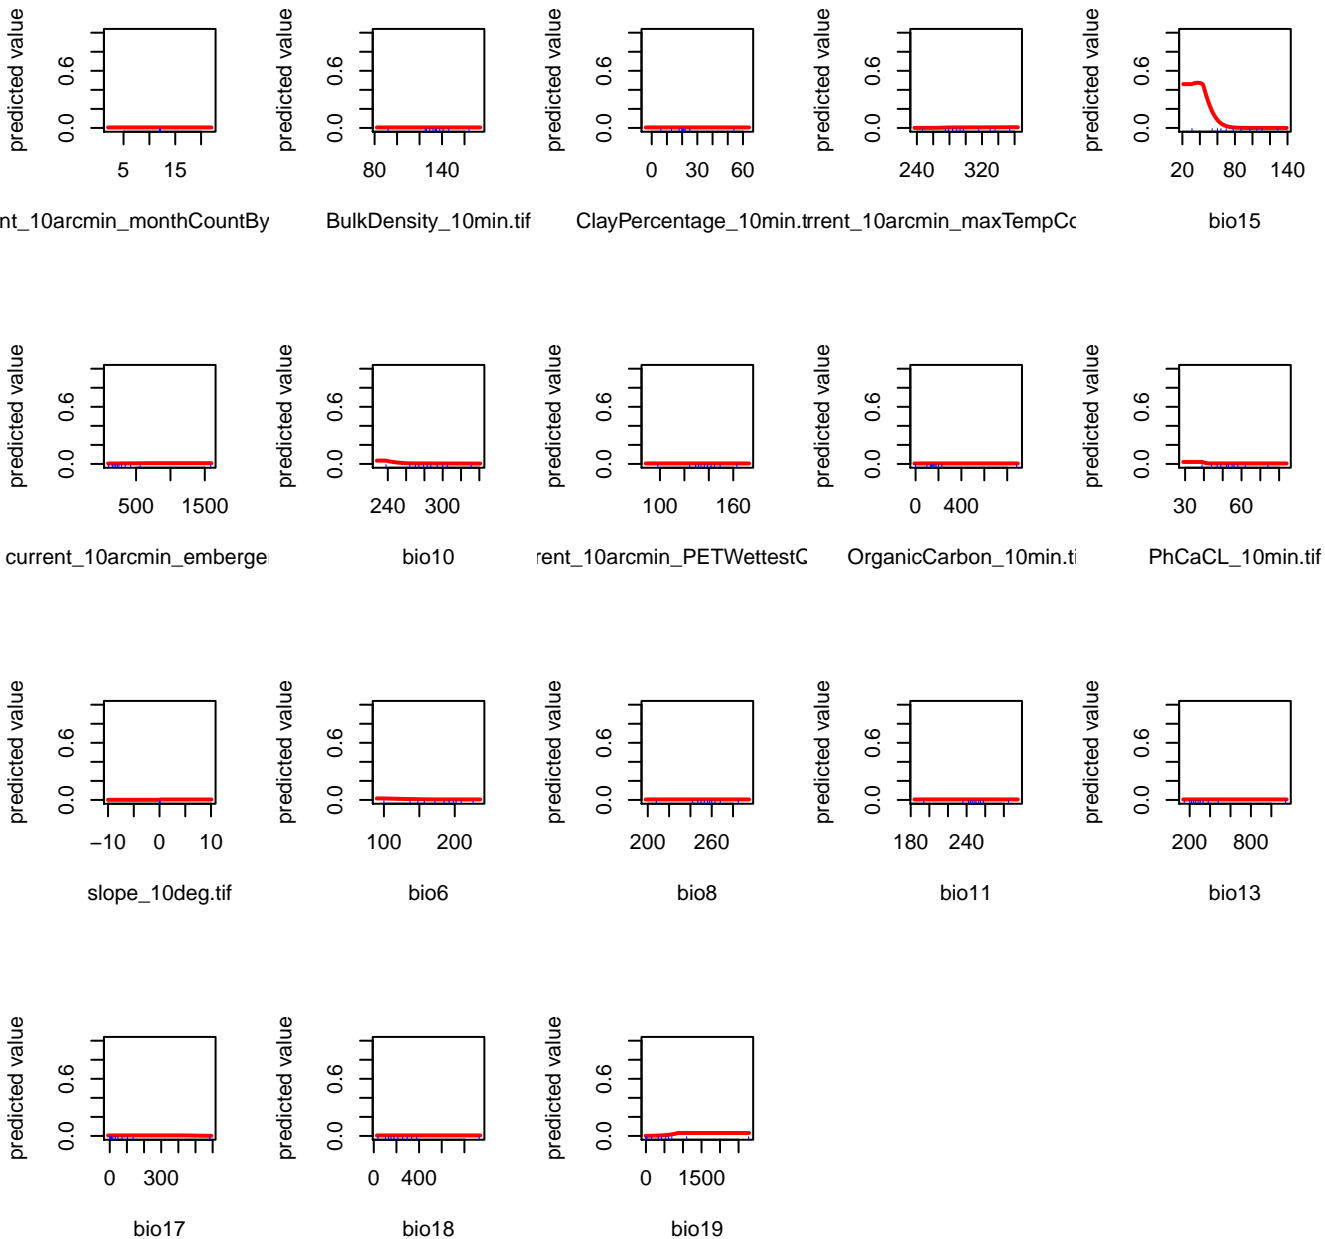 predicted value
0.0 0.6
5 15
nt_10arcmin_monthCountBy
predicted value
0.0 0.6
80 140
BulkDensity_10min.tif
predicted value
0.0 0.6
0 30 60
ClayPercentage_10min.t
predicted value
0.0 0.6
240 320
rrent_10arcmin_maxTempCo
predicted value
0.0 0.6
20 80 140
bio15
predicted value
0.0 0.6
500 1500
current_10arcmin_emberger
predicted value
0.0 0.6
240 300
bio10
predicted value
0.0 0.6
100 160
rent_10arcmin_PETWettestQ
predicted value
0.0 0.6
0 400
OrganicCarbon_10min.ti
predicted value
0.0 0.6
30 60
PhCaCL_10min.tif
predicted value
0.0 0.6
−10 0 10
slope_10deg.tif
predicted value
0.0 0.6
100 200
bio6
predicted value
0.0 0.6
200 260
bio8
predicted value
0.0 0.6
180 240
bio11
predicted value
0.0 0.6
200 800
bio13
predicted value
0.0 0.6
0 300
bio17
predicted value
0.0 0.6
0 400
bio18
predicted value
0.0 0.6
0 1500
bio19